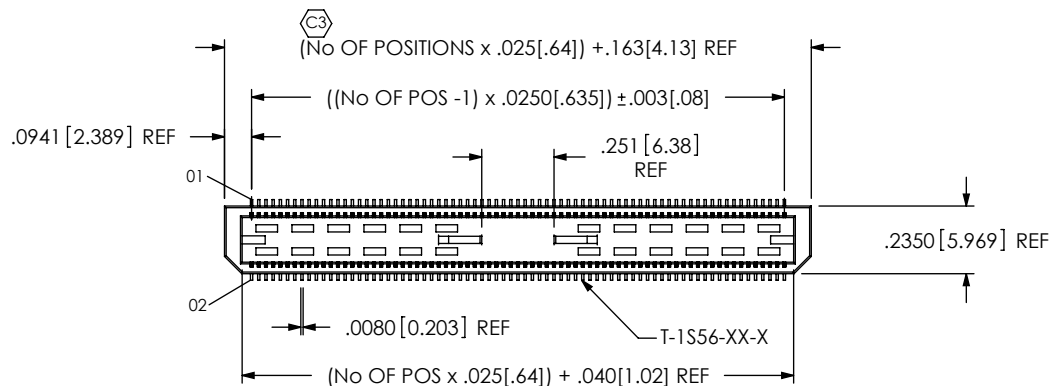 C3
(No OF POSITIONS x .025[.64]) +.163[4.13] REF
((No OF POS -1) x .0250[.635]) ±.003[.08]
.0941[2.389] REF
.251[6.38]
REF
01
.2350[5.969] REF
02
.0080[0.203] REF
T-1S56-XX-X
(No OF POS x .025[.64]) + .040[1.02] REF